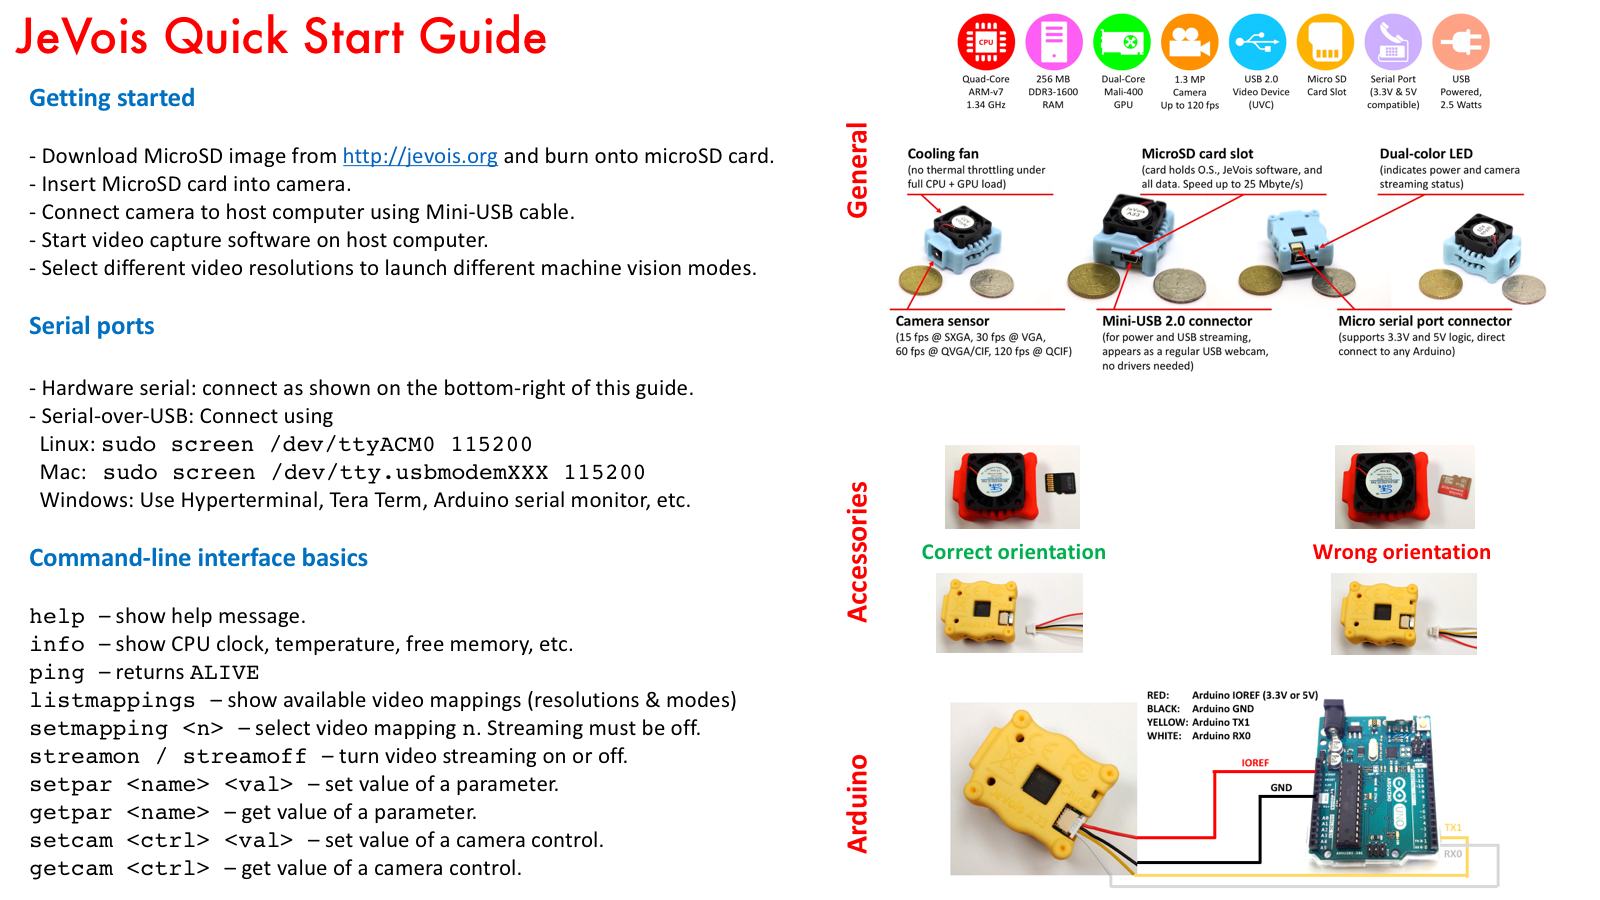 JeVois Quick Start Guide
Getting started
- Download MicroSD image from http://jevois.org and burn onto microSD card.
- Insert MicroSD card into camera.
- Connect camera to host computer using Mini-USB cable.
- Start video capture software on host computer.
- Select different video resolutions to launch different machine vision modes.
Serial ports
- Hardware serial: connect as shown on the bottom-right of this guide.
- Serial-over-USB: Connect using
Linux: sudo screen /dev/ttyACM0 115200
Mac: sudo screen /dev/tty.usbmodemXXX 115200
Windows: Use Hyperterminal, Tera Term, Arduino serial monitor, etc.
Command-line interface basics
help – show help message.
info – show CPU clock, temperature, free memory, etc.
ping – returns ALIVE
listmappings – show available video mappings (resolutions & modes)
setmapping <n> – select video mapping n. Streaming must be off.
streamon / streamoff – turn video streaming on or off.
setpar <name> <val> – set value of a parameter.
getpar <name> – get value of a parameter.
setcam <ctrl> <val> – set value of a camera control.
getcam <ctrl> – get value of a camera control.
CPU
Quad-Core
ARM-v7
1.34 GHz
256 MB
DDR3-1600
RAM
Dual-Core
Mali-400
GPU
1.3 MP
Camera
Up to 120 fps
USB 2.0
Video Device
(UVC)
Micro SD
Card Slot
Serial Port
(3.3V & 5V
compatible)
USB
Powered,
2.5 Watts
General
Cooling fan
(no thermal throttling under
full CPU + GPU load)
MicroSD card slot
(card holds O.S., JeVois software, and
all data. Speed up to 25 Mbyte/s)
Dual-color LED
(indicates power and camera
streaming status)
JeVois
A33
Camera sensor
(15 fps @ SXGA, 30 fps @ VGA,
60 fps @ QVGA/CIF, 120 fps @ QCIF)
Mini-USB 2.0 connector
(for power and USB streaming,
appears as a regular USB webcam,
no drivers needed)
Micro serial port connector
(supports 3.3V and 5V logic, direct
connect to any Arduino)
Accessories
Correct orientation
Wrong orientation
Arduino
RED: Arduino IOREF (3.3V or 5V)
BLACK: Arduino GND
YELLOW: Arduino TX1
WHITE: Arduino RX0
IOREF
GND
TX1
RX0
UNO
ARDUINO